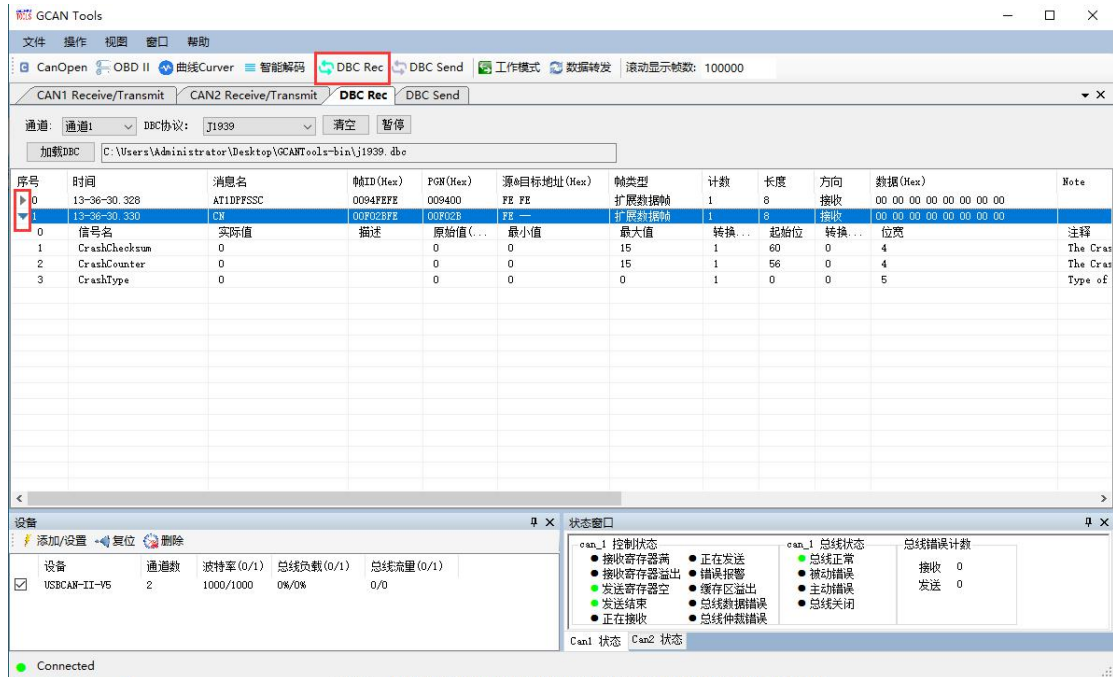 GCAN Tools
文件 操作 视图 窗口 帮助
CanOpen OBD II 曲线Curver 智能解码 DBC Rec DBC Send 工作模式 数据转发 滚动显示帧数: 100000
CAN1 Receive/Transmit CAN2 Receive/Transmit DBC Rec DBC Send
通道: 通道1 DBC协议: J1939 清空 暂停
加载DBC C:\Users\Administrator\Desktop\GCANTools-bin\j1939.dbc
序号 时间 消息名 帧ID(Hex) PGN(Hex) 源&目标地址(Hex) 帧类型 计数 长度 方向 数据(Hex) Note
0 13-36-30.328 AT1DPFSSC 0094FEFE 009400 FE FE 扩展数据帧 1 8 接收 00 00 00 00 00 00 00 00
1 13-36-30.330 CN 00F02BFE 00F02B FE — 扩展数据帧 1 8 接收 00 00 00 00 00 00 00 00
0 信号名 实际值 描述 原始值(... 最小值 最大值 转换... 起始位 转换... 位宽 注释
1 CrashChecksum 0 0 0 15 1 60 0 4 The Cras
2 CrashCounter 0 0 0 15 1 56 0 4 The Cras
3 CrashType 0 0 0 0 1 0 0 5 Type of
设备
添加/设置 复位 删除
设备 通道数 波特率(0/1) 总线负载(0/1) 总线流量(0/1)
USBCAN-II-V5 2 1000/1000 0%/0% 0/0
状态窗口
can_1 控制状态 can_1 总线状态 总线错误计数
接收寄存器满 正在发送 总线正常 接收 0
接收寄存器溢出 错误报警 被动错误
发送寄存器空 缓存区溢出 主动错误 发送 0
发送结束 总线数据错误 总线关闭
正在接收 总线仲裁错误
Can1 状态 Can2 状态
Connected